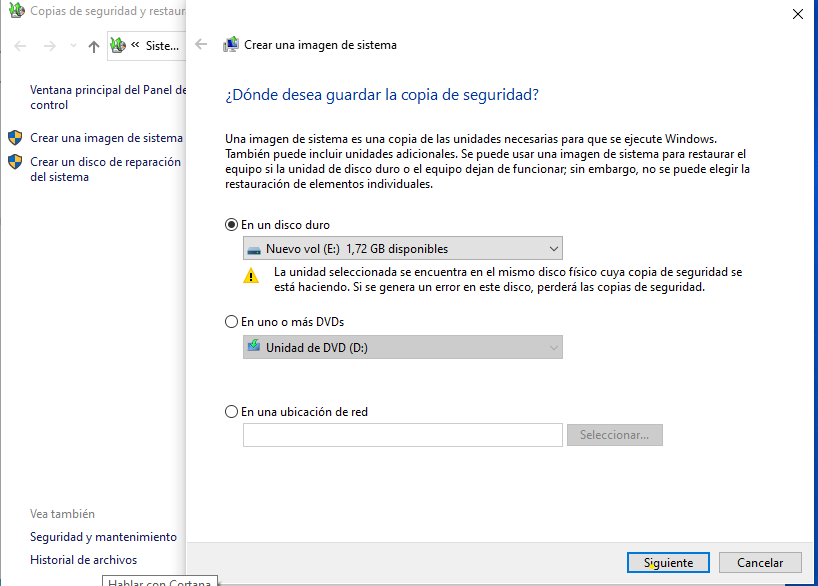 Copias de seguridad y restaur
« Siste...
Ventana principal del Panel de
control
Crear una imagen de sistema
Crear un disco de reparación
del sistema
Vea también
Seguridad y mantenimiento
Historial de archivos
Hablar con Cortana
Crear una imagen de sistema
¿Dónde desea guardar la copia de seguridad?
Una imagen de sistema es una copia de las unidades necesarias para que se ejecute Windows.
También puede incluir unidades adicionales. Se puede usar una imagen de sistema para restaurar el
equipo si la unidad de disco duro o el equipo dejan de funcionar; sin embargo, no se puede elegir la
restauración de elementos individuales.
En un disco duro
Nuevo vol (E:) 1,72 GB disponibles
La unidad seleccionada se encuentra en el mismo disco físico cuya copia de seguridad se
está haciendo. Si se genera un error en este disco, perderá las copias de seguridad.
En uno o más DVDs
Unidad de DVD (D:)
En una ubicación de red
Seleccionar...
Siguiente
Cancelar